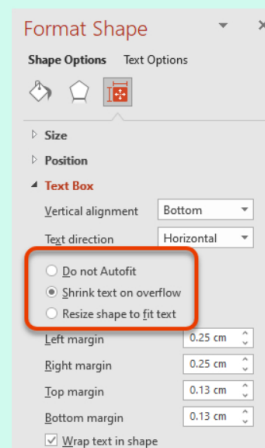 Format Shape
Shape Options Text Options
Size
Position
Text Box
Vertical alignment Bottom
Text direction Horizontal
Do not Autofit
Shrink text on overflow
Resize shape to fit text
Left margin 0.25 cm
Right margin 0.25 cm
Top margin 0.13 cm
Bottom margin 0.13 cm
Wrap text in shape